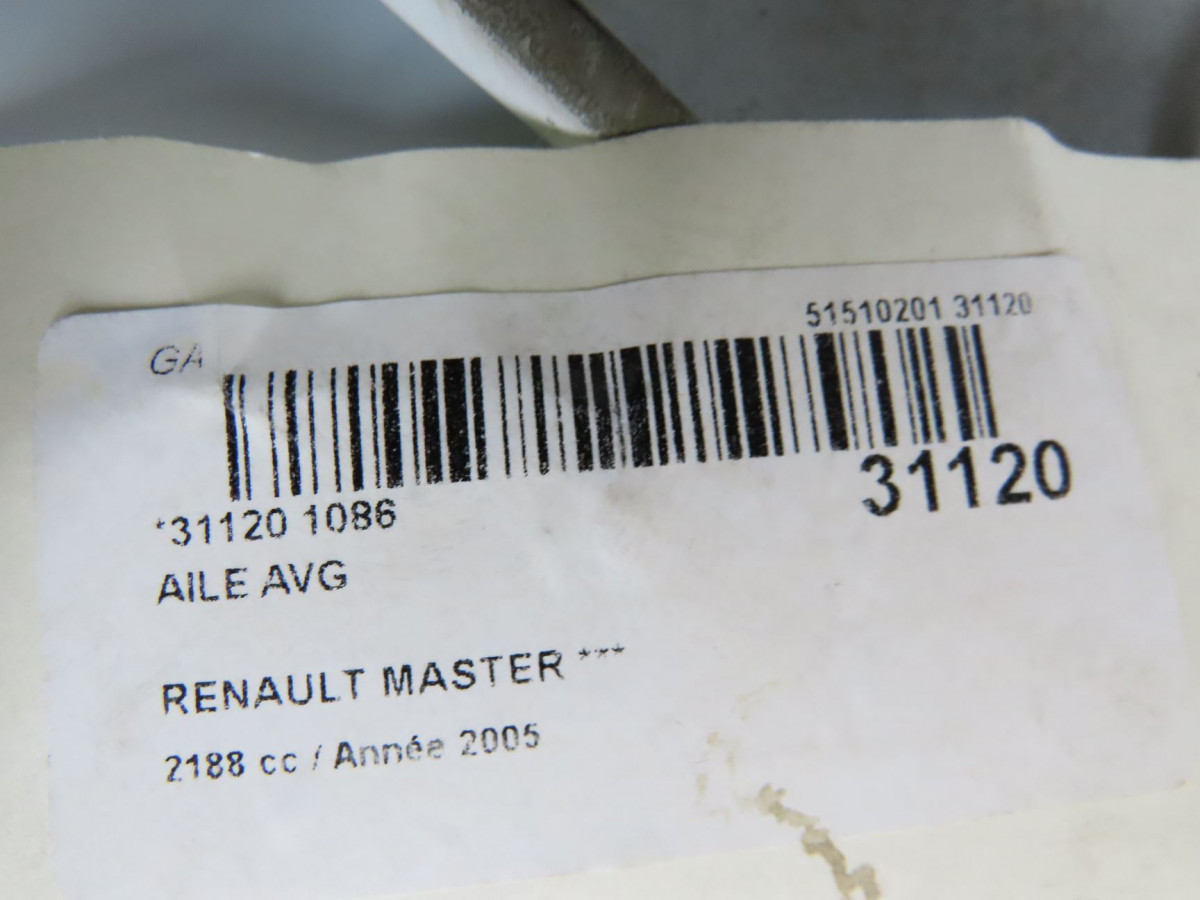 51510201 31120
GA
31120
*31120 1086
AILE AVG
RENAULT MASTER ***
2188 cc / Année 2005